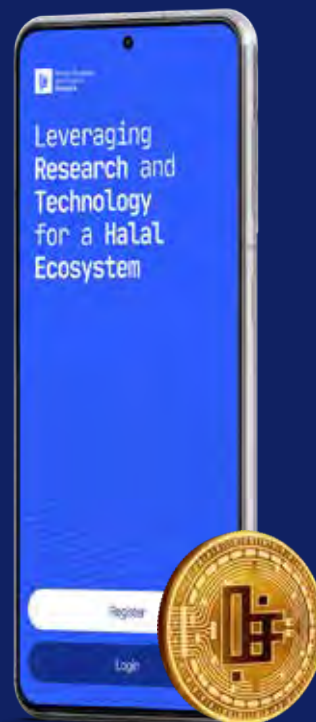 Leveraging
Research and
Technology
for a Halal
Ecosystem
Register
Login